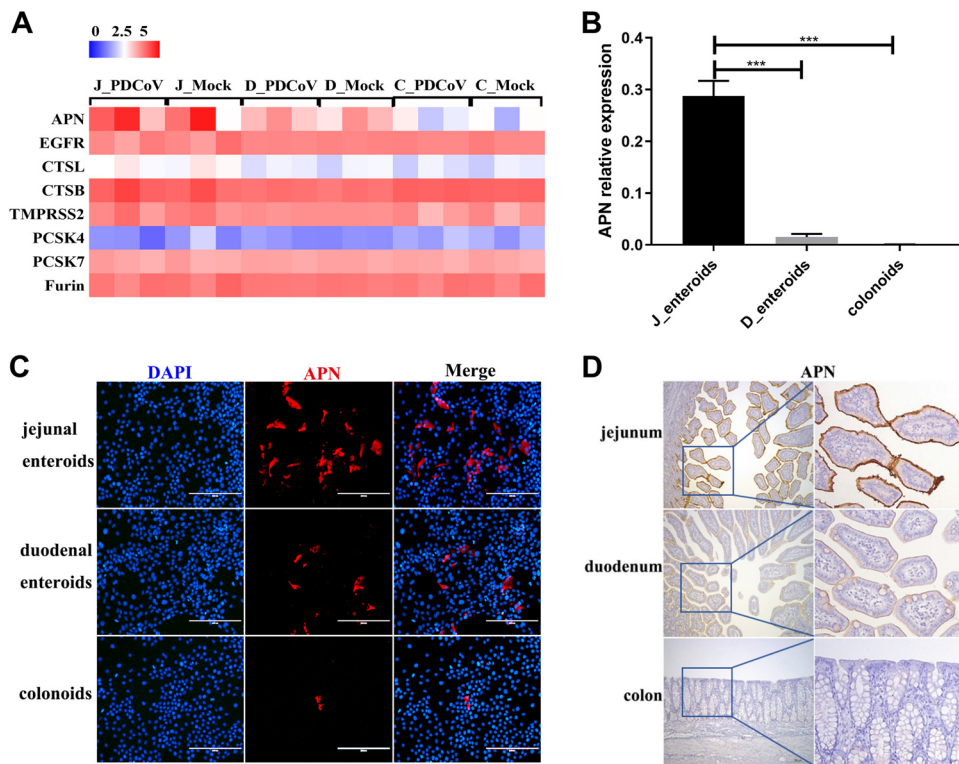 A
0 2.5 5
J_PDCoV J_Mock D_PDCoV D_Mock C_PDCoV C_Mock
APN
EGFR
CTSL
CTSB
TMPRSS2
PCSK4
PCSK7
Furin
B
APN relative expression
0.4
0.3
0.2
0.1
0.0
***
***
J_enteroids
D_enteroids
colonoids
C
DAPI APN Merge
jejunal
enteroids
duodenal
enteroids
colonoids
D
APN
jejunum
duodenum
colon